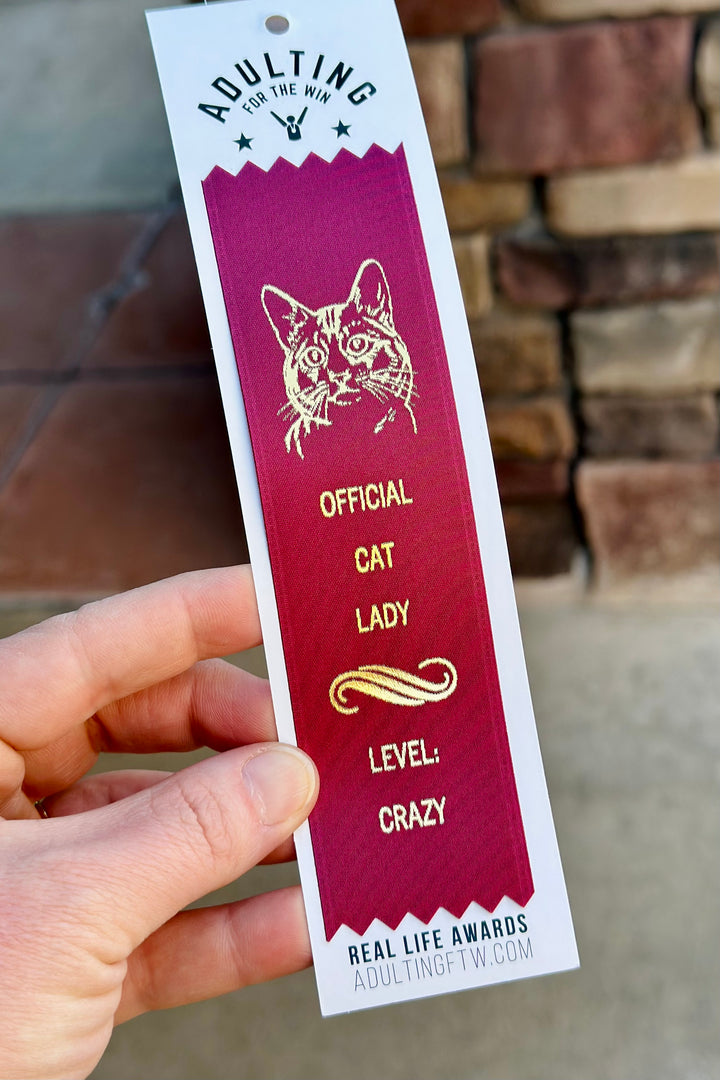 ADULTING
FOR THE WIN
OFFICIAL
CAT
LADY
LEVEL:
CRAZY
REAL LIFE AWARDS
ADULTINGFTW.COM